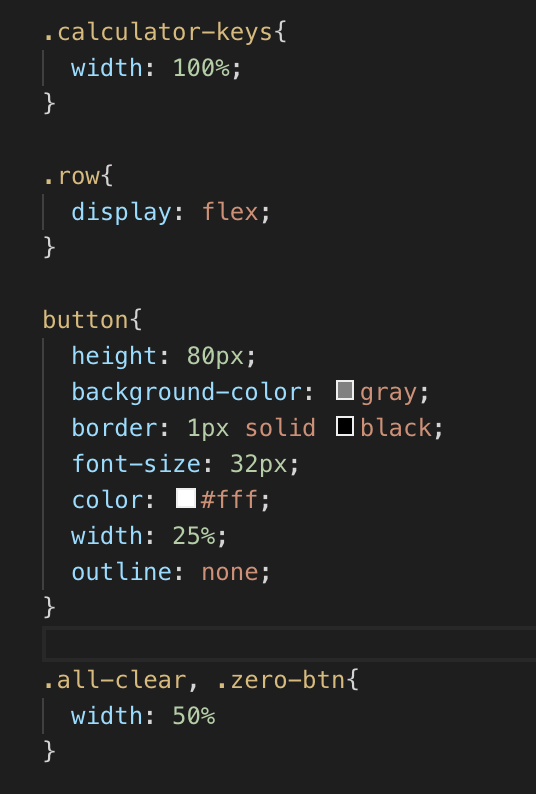 .calculator-keys{
width: 100%;
}
.row{
display: flex;
}
button{
height: 80px;
background-color: gray;
border: 1px solid black;
font-size: 32px;
color: #fff;
width: 25%;
outline: none;
}
.all-clear, .zero-btn{
width: 50%
}